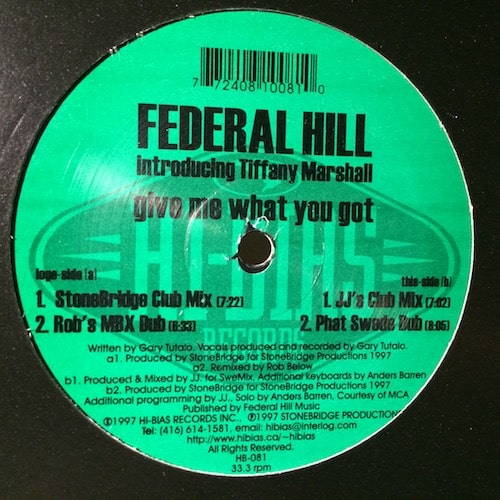 7 72408 10081 0
FEDERAL HILL
introducing Tiffany Marshall
give me what you got
HI-BIAS
RECORDS
logo-side [a]
1. StoneBridge Club Mix [7:22]
2. Rob's MBX Dub [6:33]
this-side [b]
1. JJ's Club Mix [7:02]
2. Phat Swede Dub [8:05]
Written by Gary Tutalo. Vocals produced and recorded by Gary Tutalo.
a1. Produced by StoneBridge for StoneBridge Productions 1997
a2. Remixed by Rob Below
b1. Produced & Mixed by JJ. for SweMix. Additional keyboards by Anders Barren
b2. Produced by StoneBridge for StoneBridge Productions 1997
Additional programming by JJ., Solo by Anders Barren, Courtesy of MCA
Published by Federal Hill Music
℗©1997 HI-BIAS RECORDS INC., ℗ 1997 STONEBRIDGE PRODUCTIONS
Tel: (416) 614-1581, email: hibias@interlog.com
http://www.hibias.ca/~hibias
All Rights Reserved.
HB-081
33.3 rpm